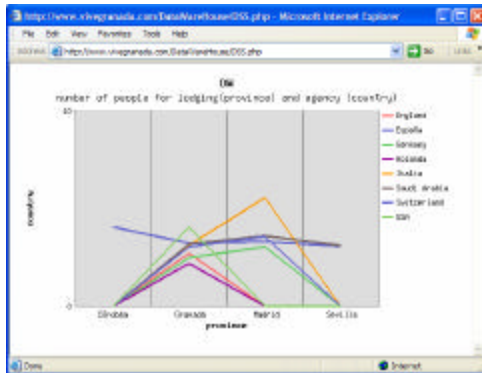 http://www.vivegranada.com/DataWarehouse/DSS.php - Microsoft Internet Explorer
File Edit View Favorites Tools Help
Address http://www.vivegranada.com/DataWarehouse/DSS.php Go Links
number of people for lodging(province) and agency (country)
10
England
España
Germany
Holanda
Italia
Saudi Arabia
Switzerland
USA
country
0
Córdoba Granada Madrid Sevilla
province
Done Internet